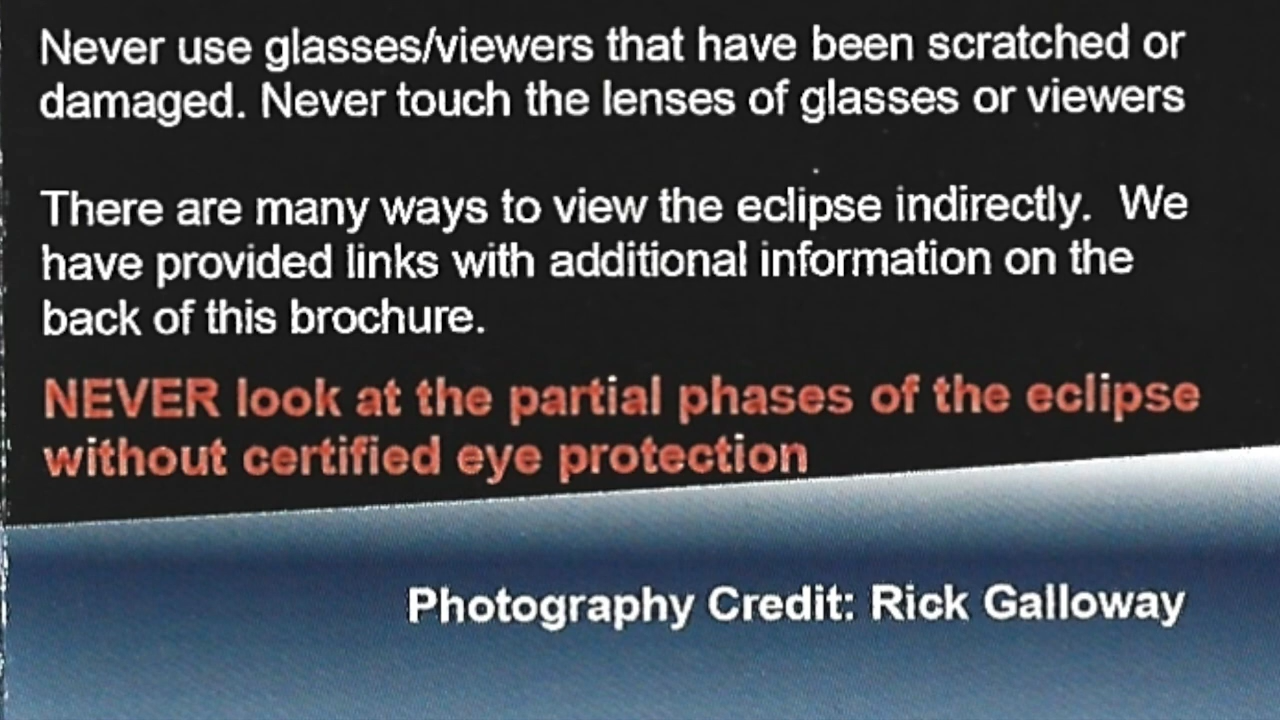 Never use glasses/viewers that have been scratched or
damaged. Never touch the lenses of glasses or viewers
There are many ways to view the eclipse indirectly.  We
have provided links with additional information on the
back of this brochure.
NEVER look at the partial phases of the eclipse
without certified eye protection
Photography Credit: Rick Galloway